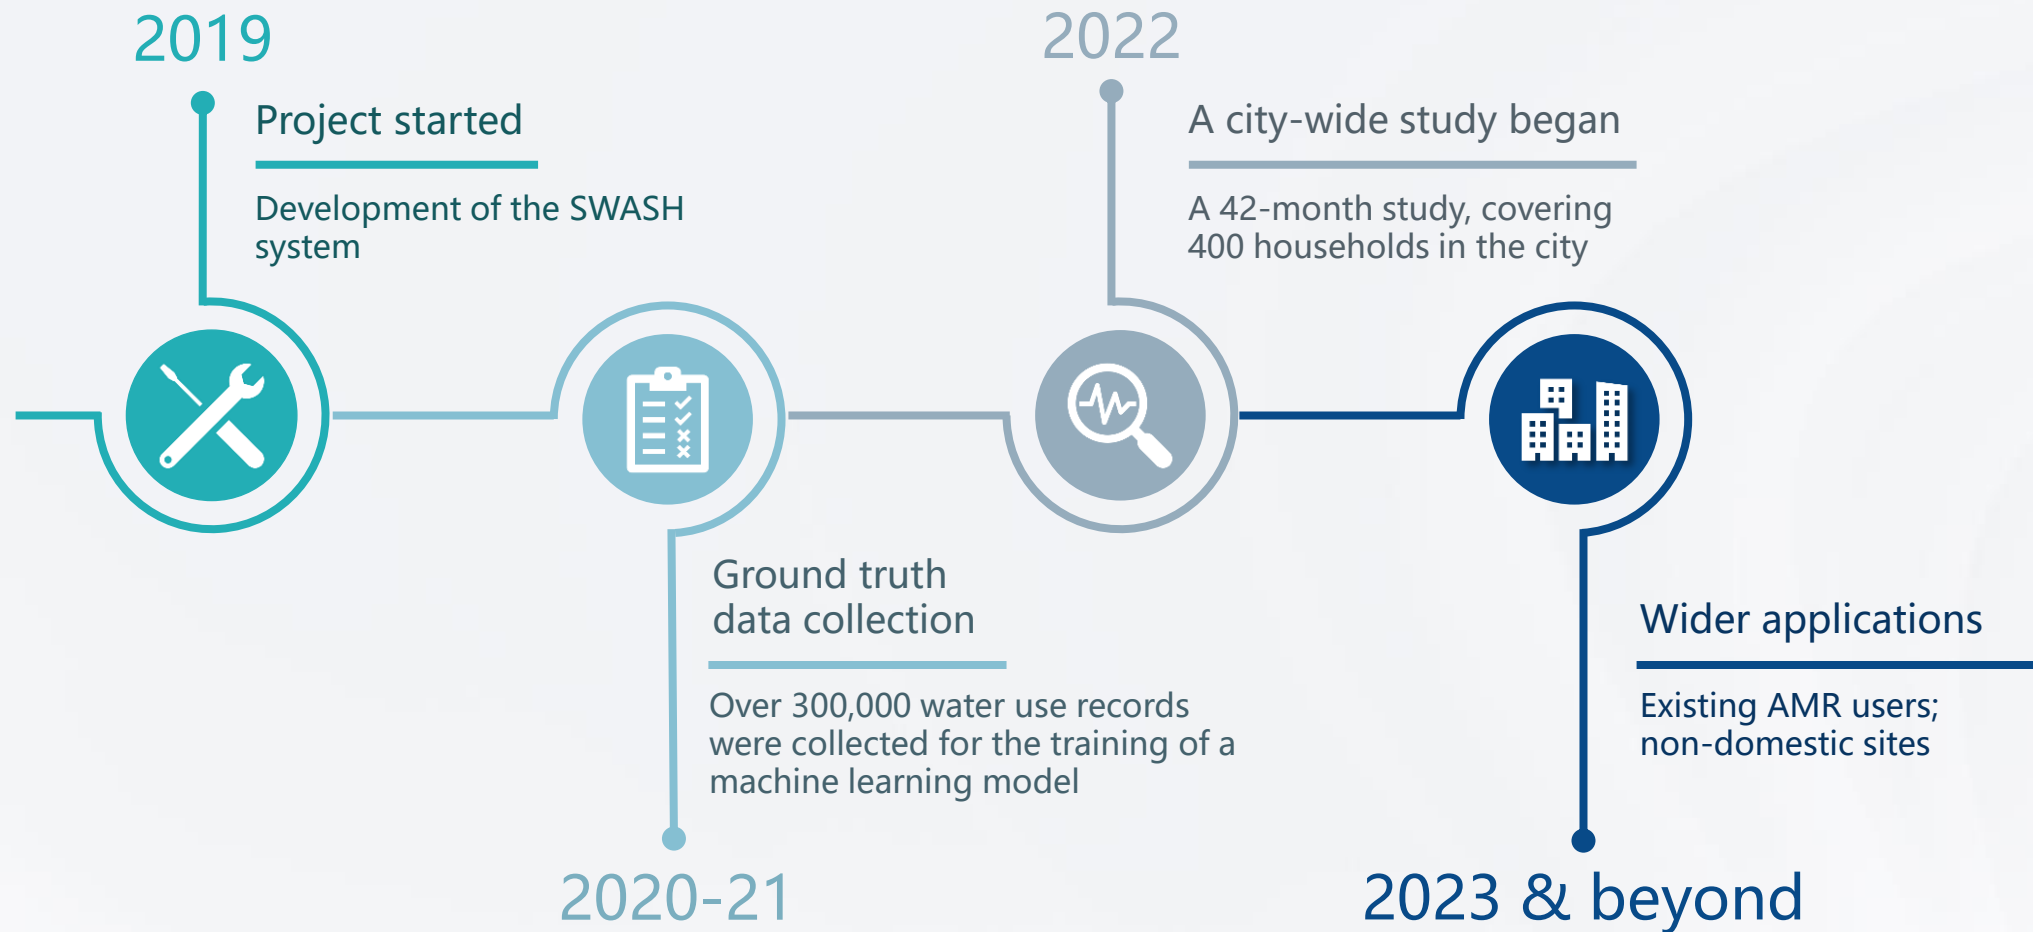 2019
Project started
Development of the SWASH
system
2020-21
Ground truth
data collection
Over 300,000 water use records
were collected for the training of a
machine learning model
2022
A city-wide study began
A 42-month study, covering
400 households in the city
2023 & beyond
Wider applications
Existing AMR users;
non-domestic sites